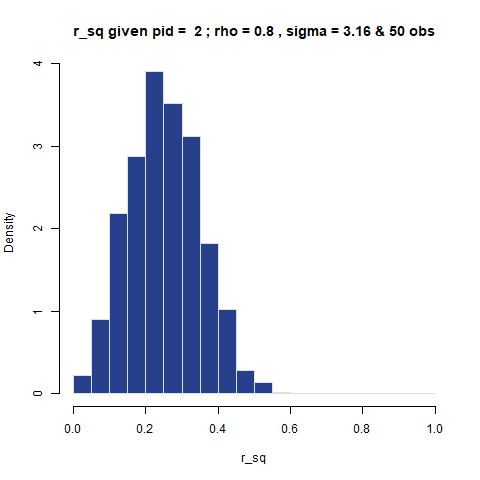 r_sq given pid =  2 ; rho = 0.8 , sigma = 3.16 & 50 obs
4
3
2
1
0
Density
0.0 0.2 0.4 0.6 0.8 1.0
r_sq